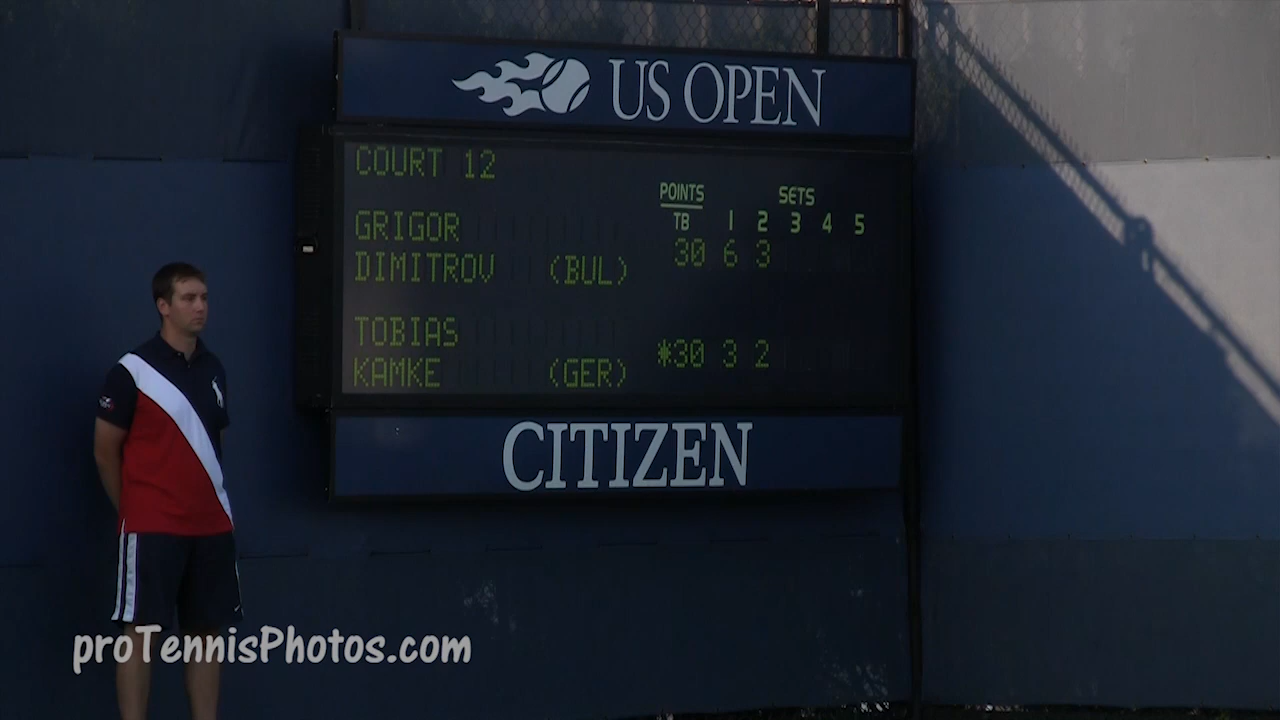 US OPEN
COURT 12
POINTS SETS
TB 1 2 3 4 5
GRIGOR
DIMITROV (BUL) 30 6 3
TOBIAS
KAMKE (GER) *30 3 2
CITIZEN
proTennisPhotos.com